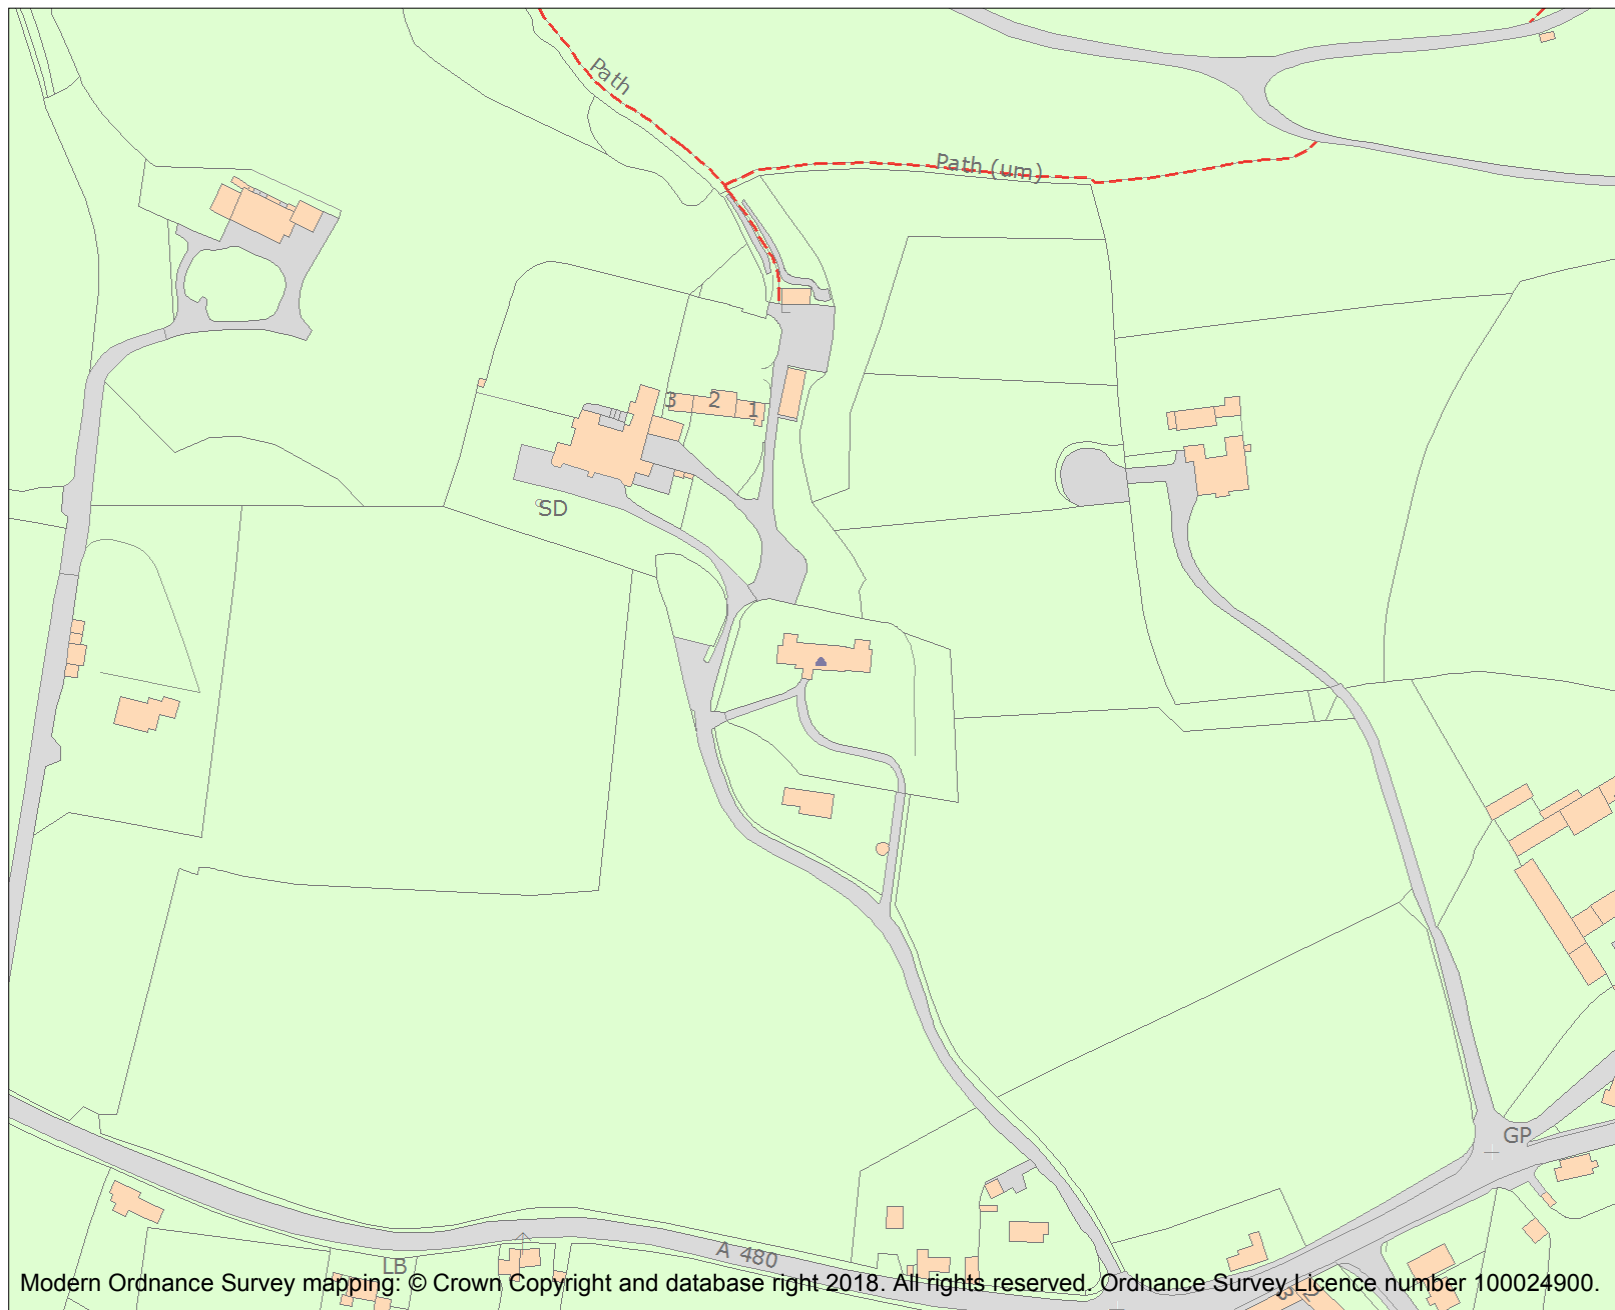 Path
Path (um)
3
2
1
SD
GP
A 480
LB
Modern Ordnance Survey mapping: © Crown Copyright and database right 2018. All rights reserved. Ordnance Survey Licence number 100024900.